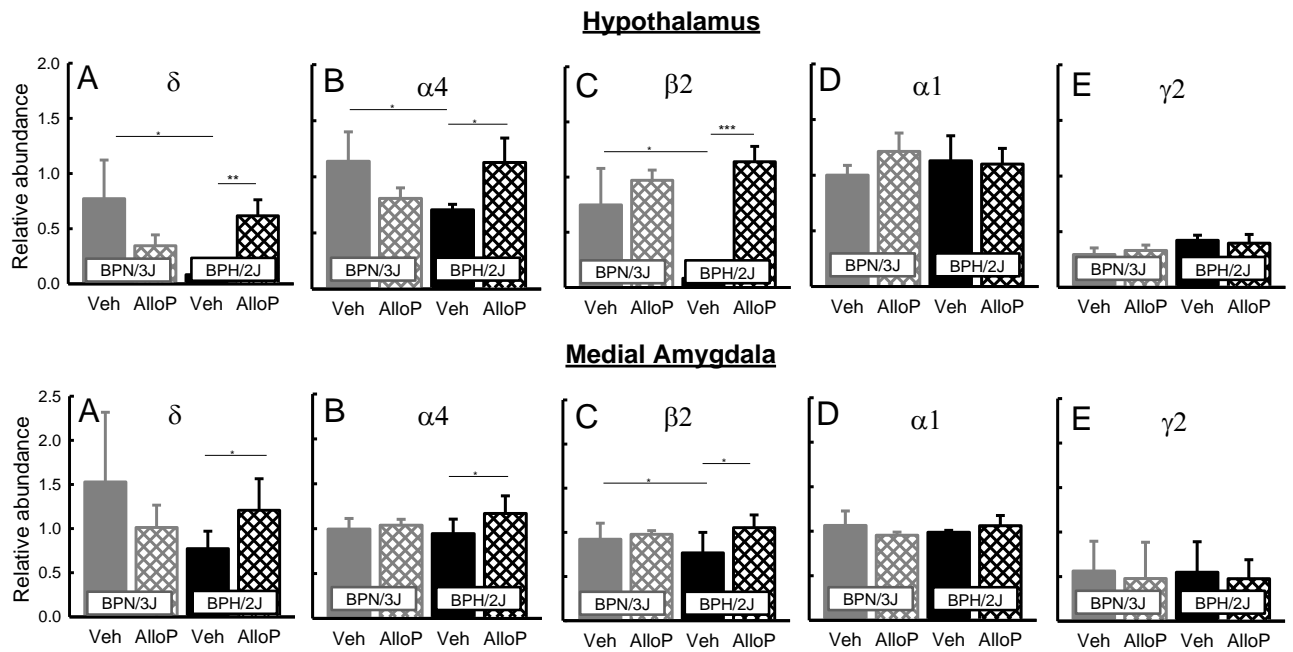 Hypothalamus
A B C D E
δ α4 β2 α1 γ2
Relative abundance
2.0
1.5
1.0
0.5
0.0
* * * * *** **
BPN/3J BPH/2J BPN/3J BPH/2J BPN/3J BPH/2J BPN/3J BPH/2J BPN/3J BPH/2J
Veh AlloP Veh AlloP Veh AlloP Veh AlloP Veh AlloP Veh AlloP Veh AlloP Veh AlloP Veh AlloP Veh AlloP
Medial Amygdala
A B C D E
δ α4 β2 α1 γ2
Relative abundance
2.5
2.0
1.5
1.0
0.5
0.0
* * * *
BPN/3J BPH/2J BPN/3J BPH/2J BPN/3J BPH/2J BPN/3J BPH/2J BPN/3J BPH/2J
Veh AlloP Veh AlloP Veh AlloP Veh AlloP Veh AlloP Veh AlloP Veh AlloP Veh AlloP Veh AlloP Veh AlloP